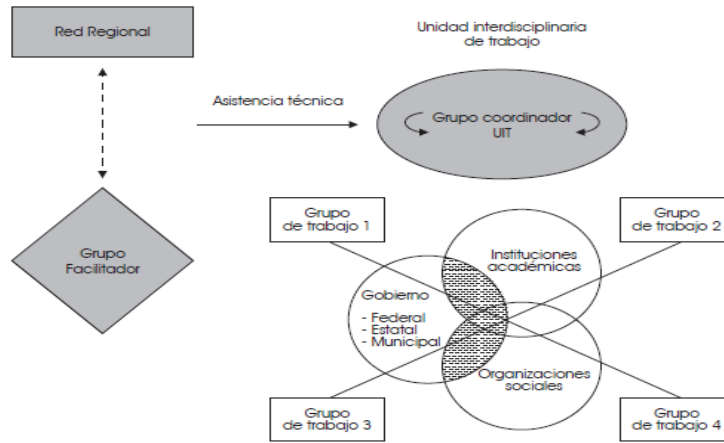 Red Regional
Unidad interdisciplinaria
de trabajo
Asistencia técnica
Grupo coordinador
UIT
Grupo
Facilitador
Grupo
de trabajo 1
Grupo
de trabajo 2
Instituciones
académicas
Gobierno
- Federal
- Estatal
- Municipal
Organizaciones
sociales
Grupo
de trabajo 3
Grupo
de trabajo 4